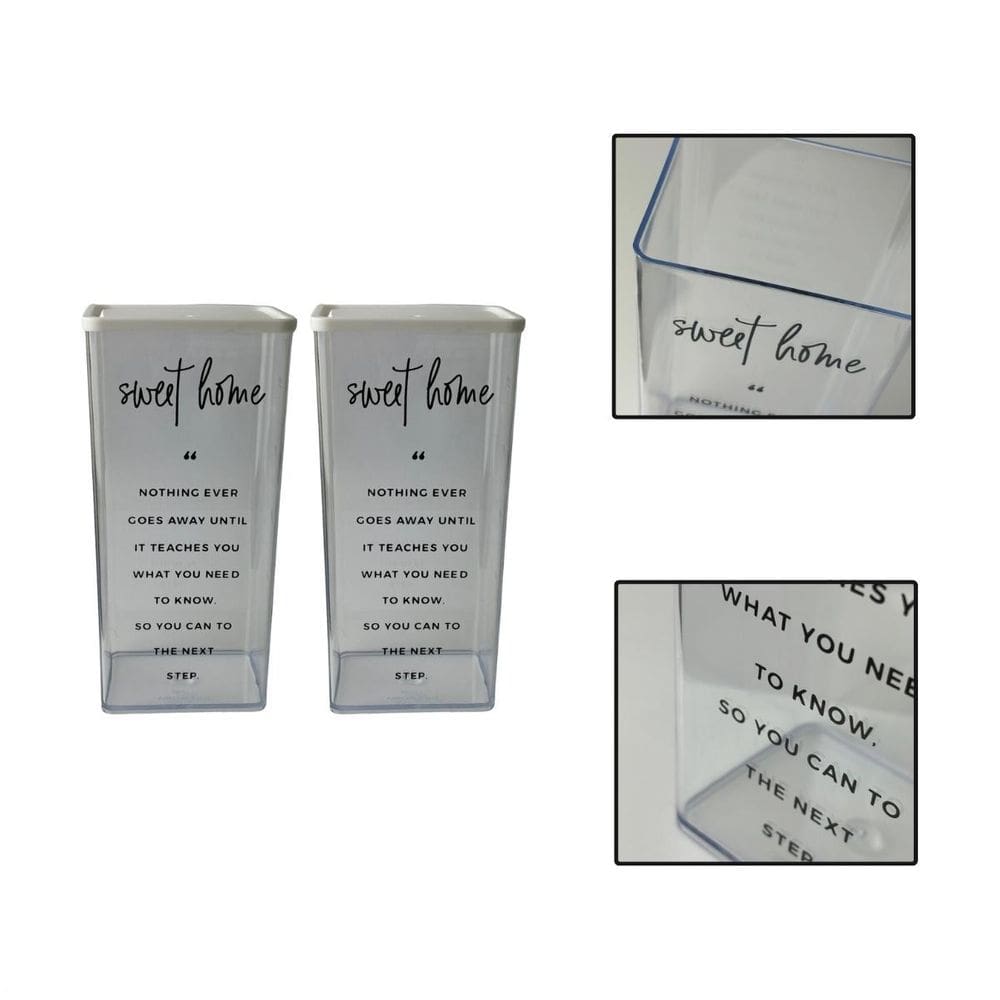 sweet home
“
NOTHING EVER
GOES AWAY UNTIL
IT TEACHES YOU
WHAT YOU NEED
TO KNOW.
SO YOU CAN TO
THE NEXT
STEP.
sweet home
“
NOTHING EVER
GOES AWAY UNTIL
IT TEACHES YOU
WHAT YOU NEED
TO KNOW.
SO YOU CAN TO
THE NEXT
STEP.
sweet home
“
NOTHING E
WHAT YOU NEE
TO KNOW.
SO YOU CAN TO
THE NEXT
STEP